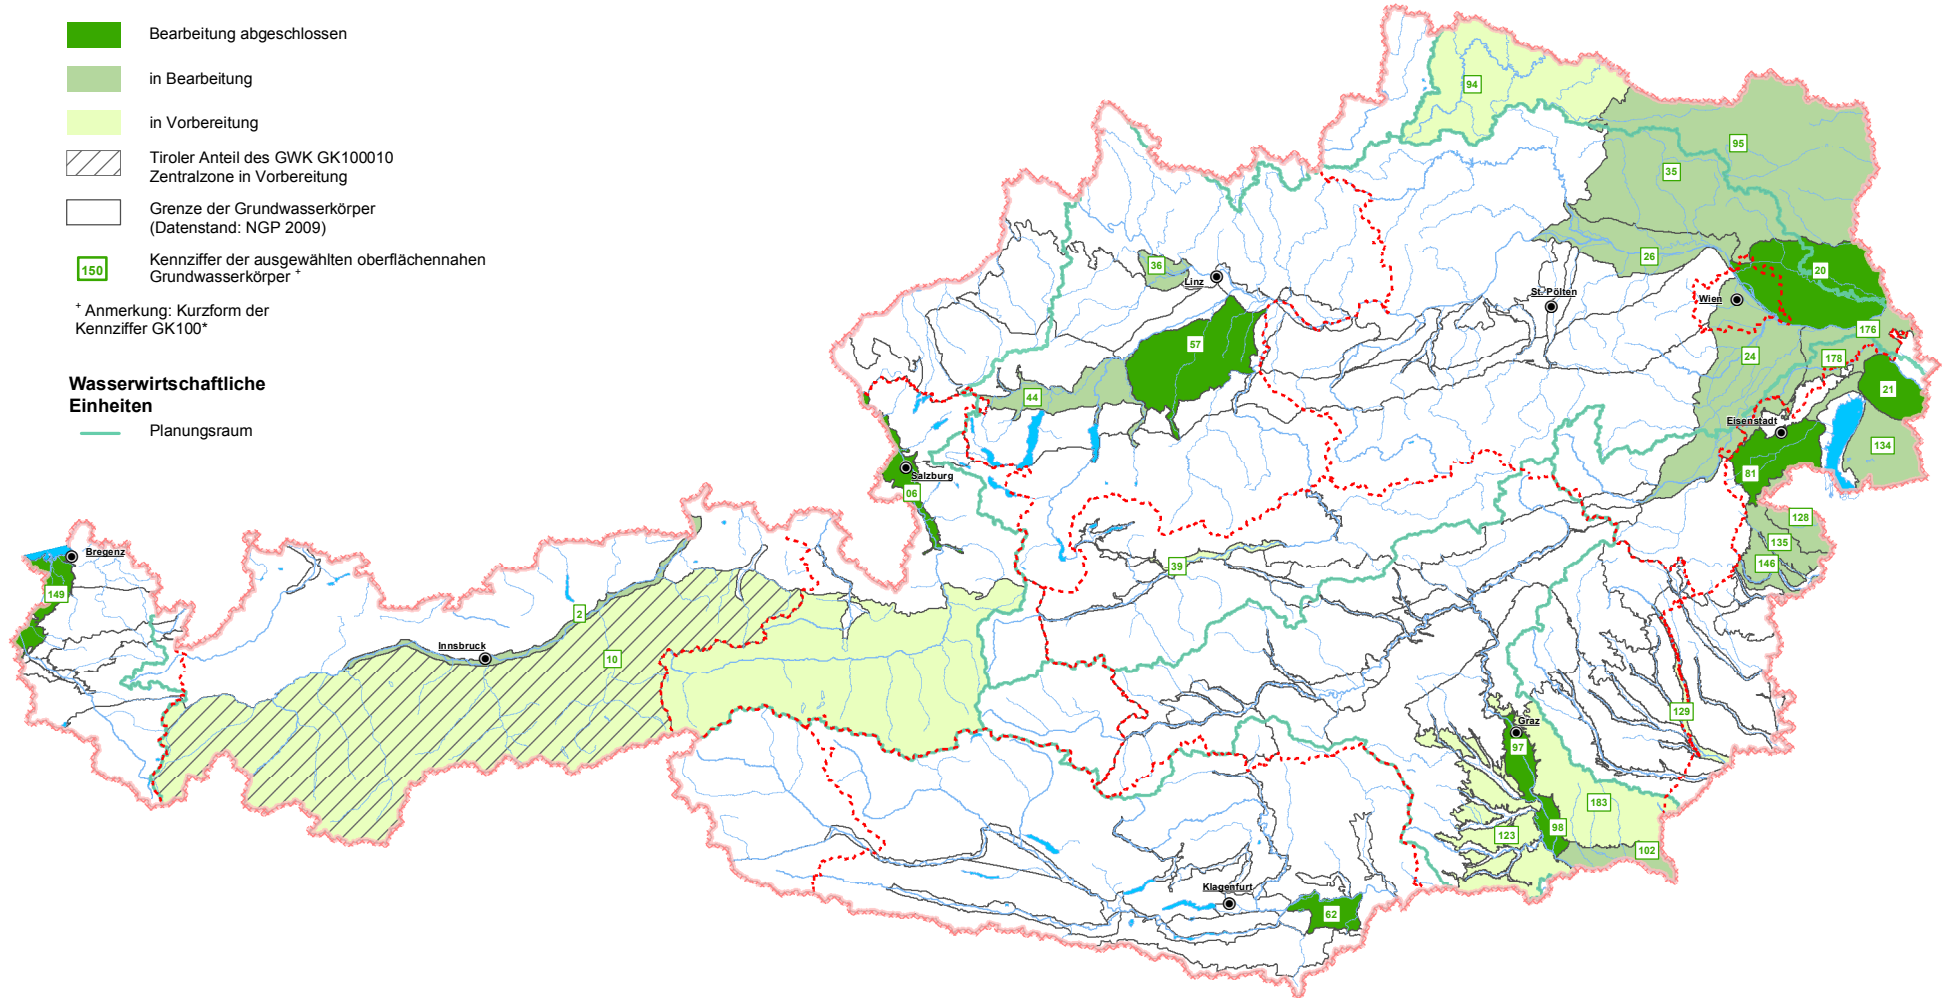 Bearbeitung abgeschlossen
in Bearbeitung
in Vorbereitung
Tiroler Anteil des GWK GK100010
Zentralzone in Vorbereitung
Grenze der Grundwasserkörper
(Datenstand: NGP 2009)
150
Kennziffer der ausgewählten oberflächennahen
Grundwasserkörper +
+ Anmerkung: Kurzform der
Kennziffer GK100*
Wasserwirtschaftliche
Einheiten
Planungsraum
94
95
35
26
36
Linz
20
St. Pölten
Wien
176
57
24
178
21
44
Eisenstadt
134
81
Salzburg
06
128
135
146
Bregenz
39
149
2
Innsbruck
10
129
Graz
97
183
98
123
102
Klagenfurt
62